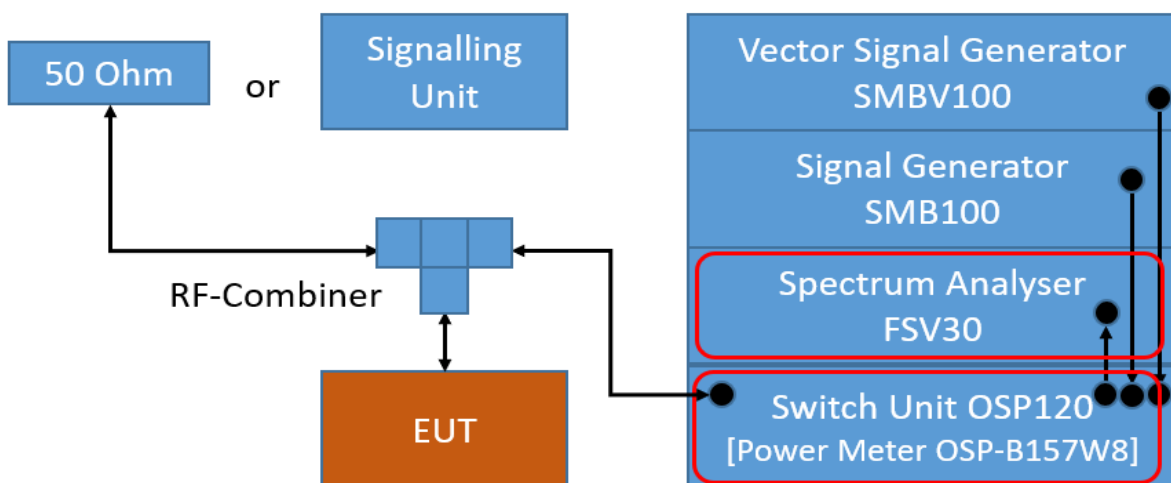 50 Ohm
or
Signalling
Unit
RF-Combiner
EUT
Vector Signal Generator
SMBV100
Signal Generator
SMB100
Spectrum Analyser
FSV30
Switch Unit OSP120
[Power Meter OSP-B157W8]